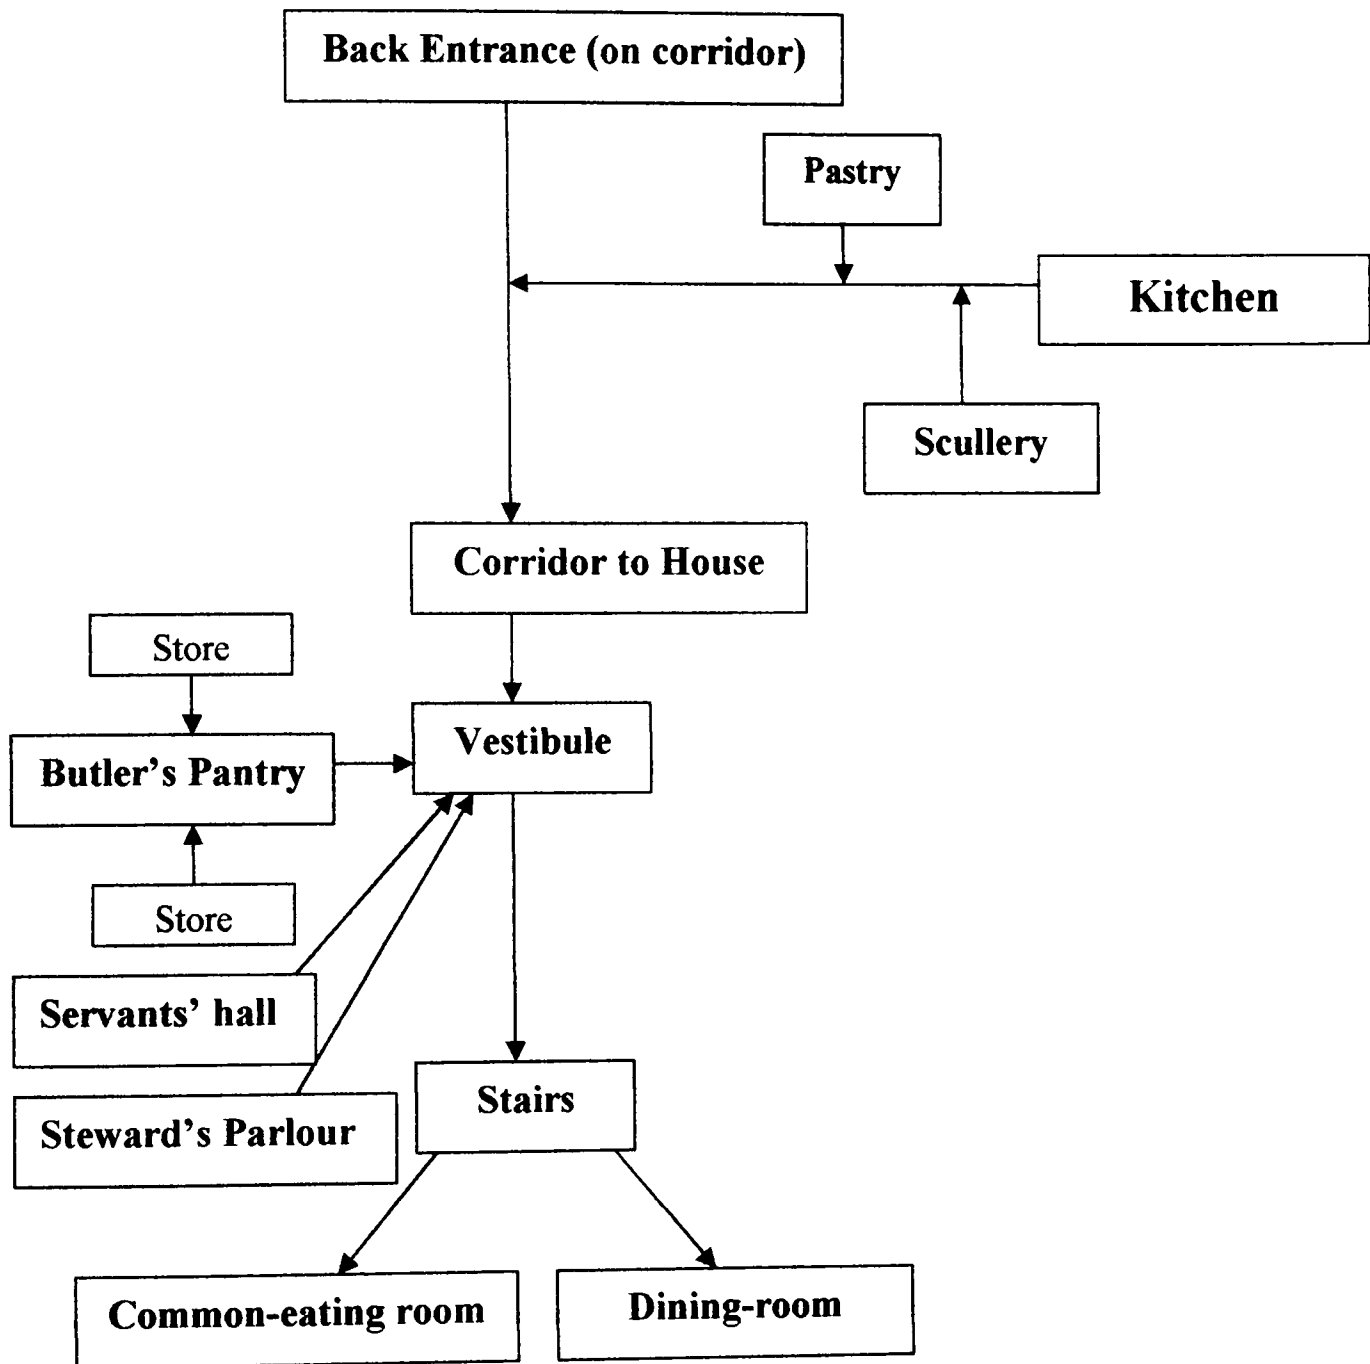 Back Entrance (on corridor)
Pastry
Kitchen
Scullery
Corridor to House
Store
Vestibule
Butler's Pantry
Store
Servants' hall
Stairs
Steward's Parlour
Common-eating room
Dining-room